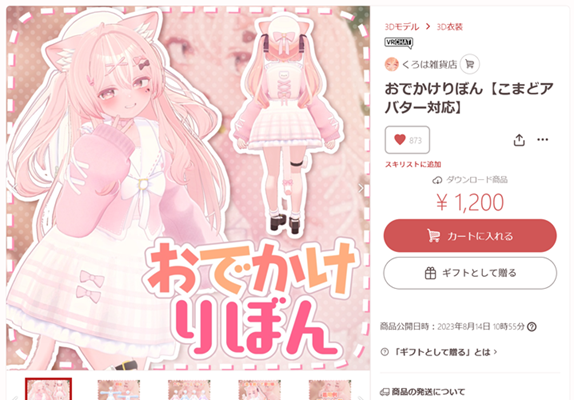 3Dモデル > 3D衣装
VRCHAT
くろは雑貨店
おでかけりぼん【こまどア
バター対応】
873
スキリストに追加
ダウンロード商品
¥ 1,200
カートに入れる
ギフトとして贈る
商品公開日時：2023年8月14日 10時55分
「ギフトとして贈る」とは
商品の発送について
おでかけ
りぼん